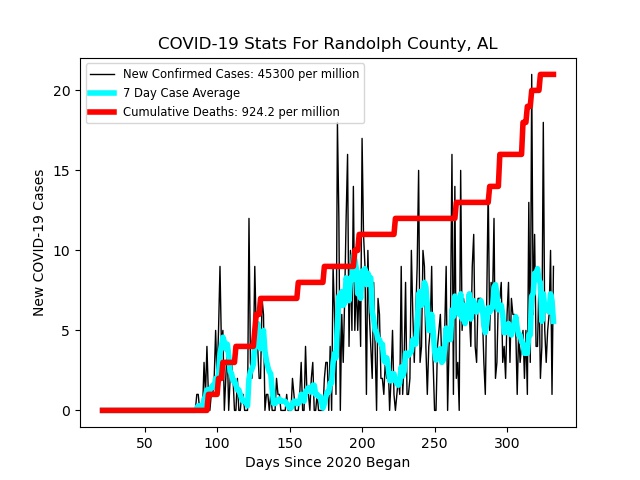 COVID-19 Stats For Randolph County, AL
New Confirmed Cases: 45300 per million
7 Day Case Average
Cumulative Deaths: 924.2 per million
New COVID-19 Cases
20
15
10
5
0
50 100 150 200 250 300
Days Since 2020 Began